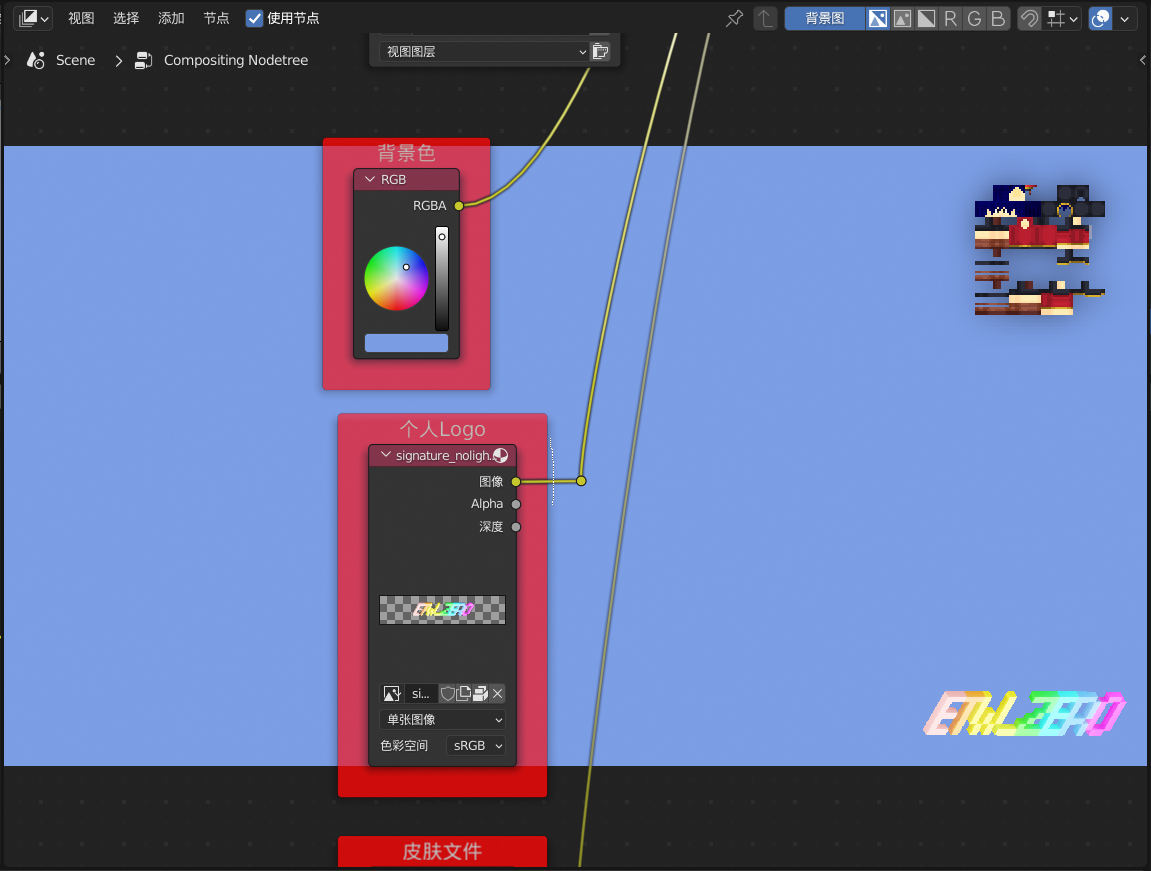 视图 选择 添加 节点 使用节点 背景图 R G B
视图图层
Scene Compositing Nodetree
背景色
RGB
RGBA
个人Logo
signature_noligh..
图像
Alpha
深度
EMLZERO
si...
单张图像
色彩空间 sRGB
EMLZERO
皮肤文件